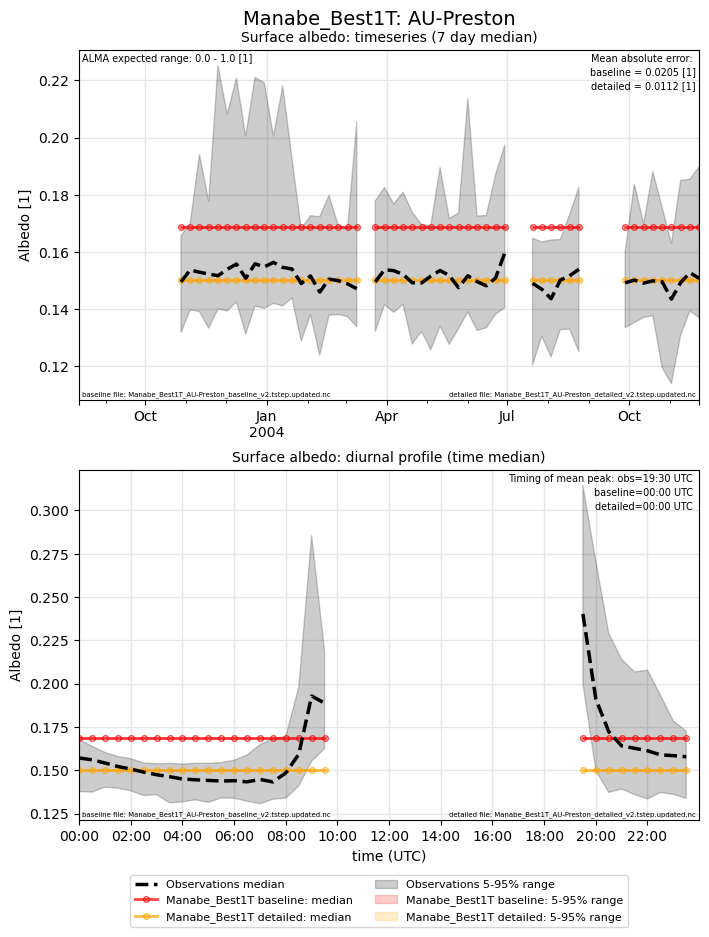 Manabe_Best1T: AU-Preston
Surface albedo: timeseries (7 day median)
ALMA expected range: 0.0 - 1.0 [1]
Mean absolute error:
baseline = 0.0205 [1]
detailed = 0.0112 [1]
0.22
0.20
0.18
0.16
0.14
0.12
Albedo [1]
baseline file: Manabe_Best1T_AU-Preston_baseline_v2.tstep.updated.nc
detailed file: Manabe_Best1T_AU-Preston_detailed_v2.tstep.updated.nc
Oct Jan Apr Jul Oct
2004
Surface albedo: diurnal profile (time median)
Timing of mean peak: obs=19:30 UTC
baseline=00:00 UTC
detailed=00:00 UTC
0.300
0.275
0.250
0.225
0.200
0.175
0.150
0.125
Albedo [1]
baseline file: Manabe_Best1T_AU-Preston_baseline_v2.tstep.updated.nc
detailed file: Manabe_Best1T_AU-Preston_detailed_v2.tstep.updated.nc
00:00 02:00 04:00 06:00 08:00 10:00 12:00 14:00 16:00 18:00 20:00 22:00
time (UTC)
Observations median
Manabe_Best1T baseline: median
Manabe_Best1T detailed: median
Observations 5-95% range
Manabe_Best1T baseline: 5-95% range
Manabe_Best1T detailed: 5-95% range